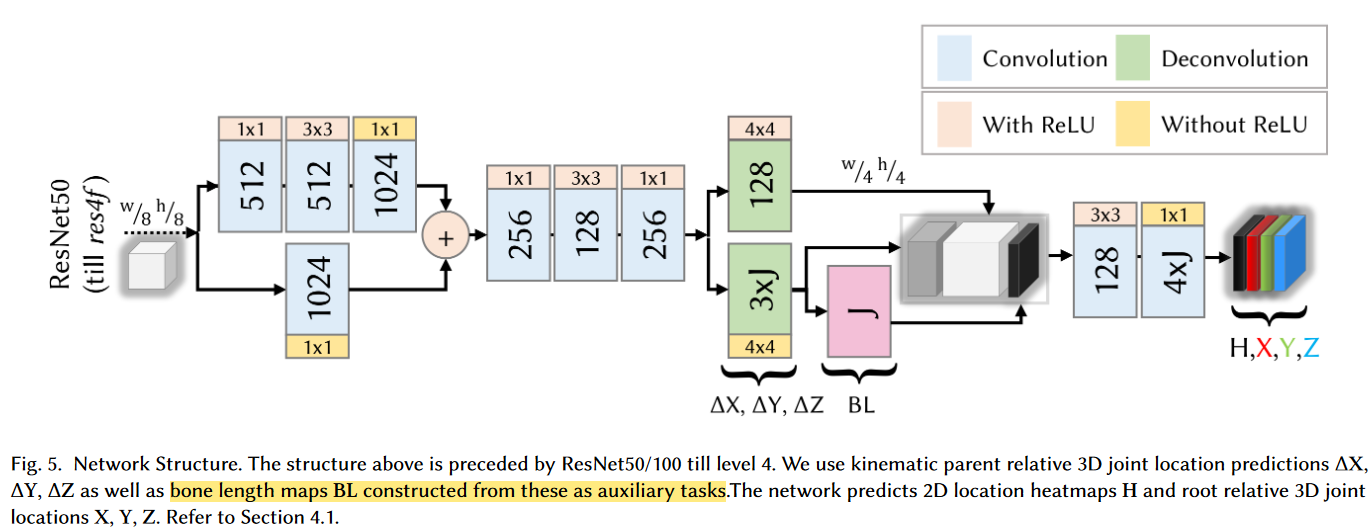 Convolution
Deconvolution
With ReLU
Without ReLU
ResNet50
(till res4f)
w/8 h/8
1x1
512
3x3
512
1x1
1024
1024
1x1
+
1x1
256
3x3
128
1x1
256
4x4
128
3xJ
4x4
ΔX, ΔY, ΔZ
J
BL
w/4 h/4
3x3
128
1x1
4xJ
H,X,Y,Z
Fig. 5. Network Structure. The structure above is preceded by ResNet50/100 till level 4. We use kinematic parent relative 3D joint location predictions ΔX,
ΔY, ΔZ as well as bone length maps BL constructed from these as auxiliary tasks.The network predicts 2D location heatmaps H and root relative 3D joint
locations X, Y, Z. Refer to Section 4.1.